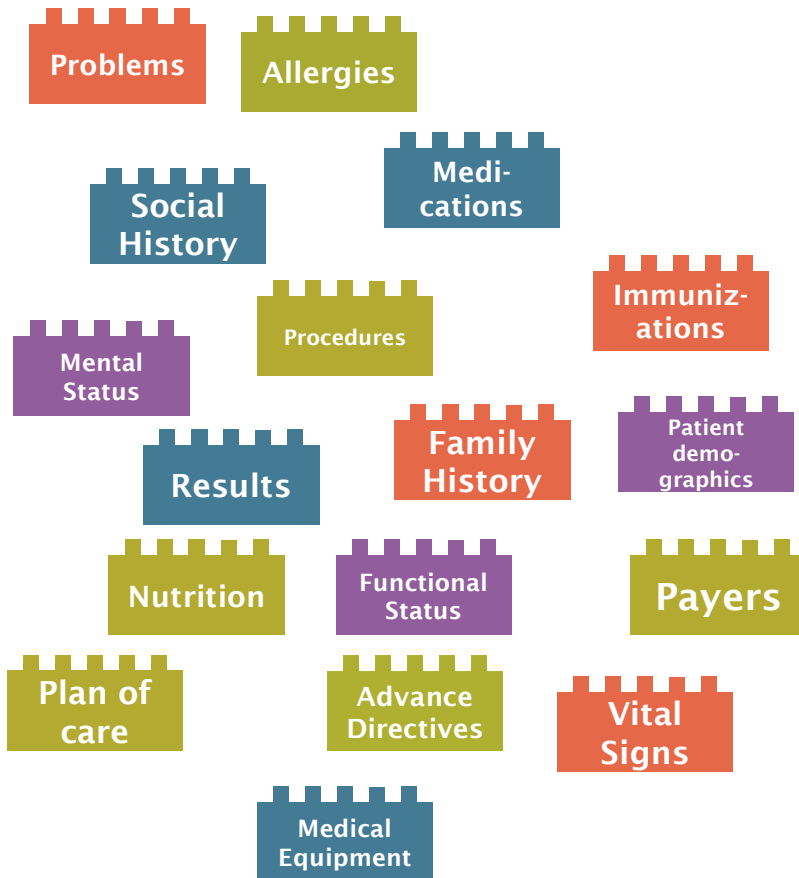 Problems
Allergies
Medi-
cations
Social
History
Immuniz-
ations
Procedures
Mental
Status
Family
History
Patient
demo-
graphics
Results
Nutrition
Functional
Status
Payers
Plan of
care
Advance
Directives
Vital
Signs
Medical
Equipment